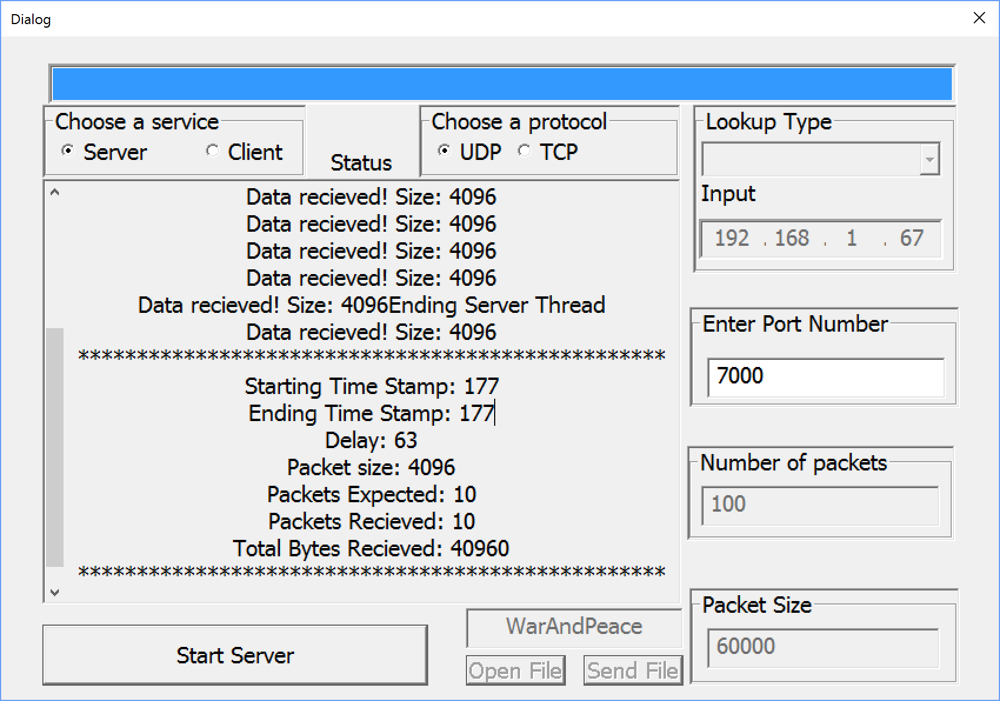 Dialog
Choose a service
Server Client
Status
Choose a protocol
UDP TCP
Lookup Type
Input
192 . 168 . 1 . 67
Data recieved! Size: 4096
Data recieved! Size: 4096
Data recieved! Size: 4096
Data recieved! Size: 4096
Data recieved! Size: 4096Ending Server Thread
Data recieved! Size: 4096
**************************************************
Starting Time Stamp: 177
Ending Time Stamp: 177
Delay: 63
Packet size: 4096
Packets Expected: 10
Packets Recieved: 10
Total Bytes Recieved: 40960
**************************************************
Enter Port Number
7000
Number of packets
100
Packet Size
60000
Start Server
WarAndPeace
Open File Send File